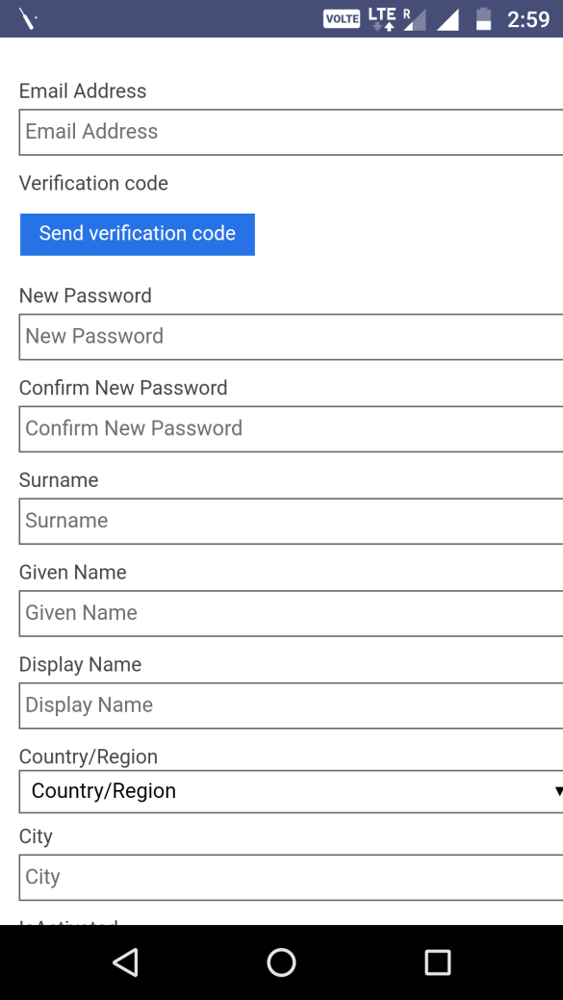 VOLTE LTE R 2:59
Email Address
Email Address
Verification code
Send verification code
New Password
New Password
Confirm New Password
Confirm New Password
Surname
Surname
Given Name
Given Name
Display Name
Display Name
Country/Region
Country/Region
City
City
IsActivated